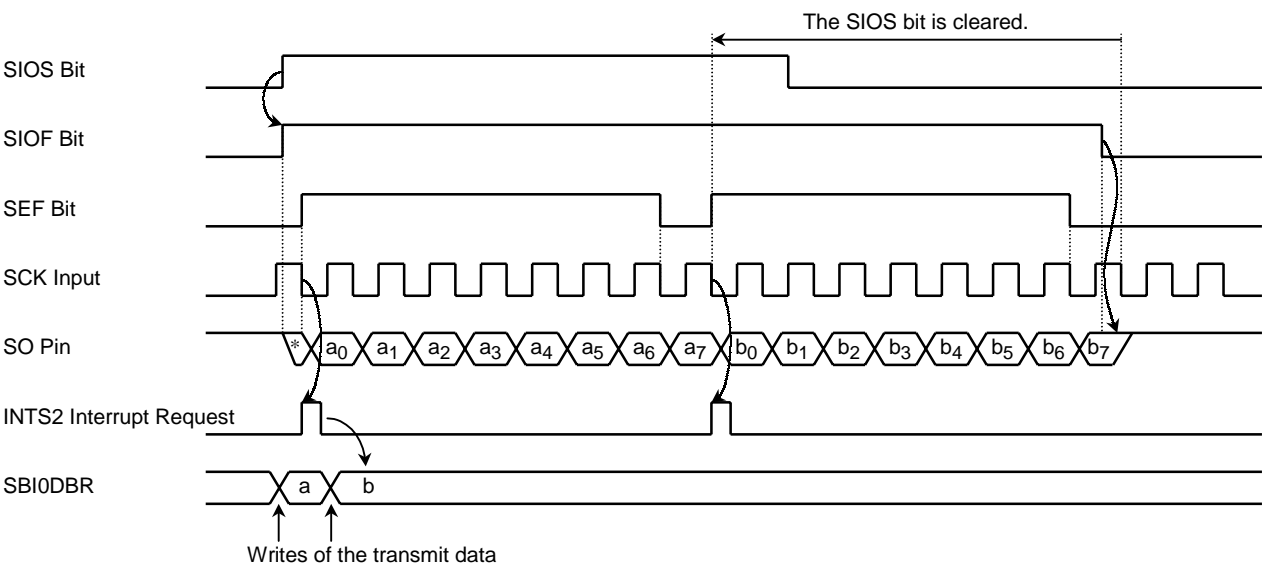 The SIOS bit is cleared.
SIOS Bit
SIOF Bit
SEF Bit
SCK Input
SO Pin * a0 a1 a2 a3 a4 a5 a6 a7 b0 b1 b2 b3 b4 b5 b6 b7
INTS2 Interrupt Request
SBI0DBR a b
Writes of the transmit data